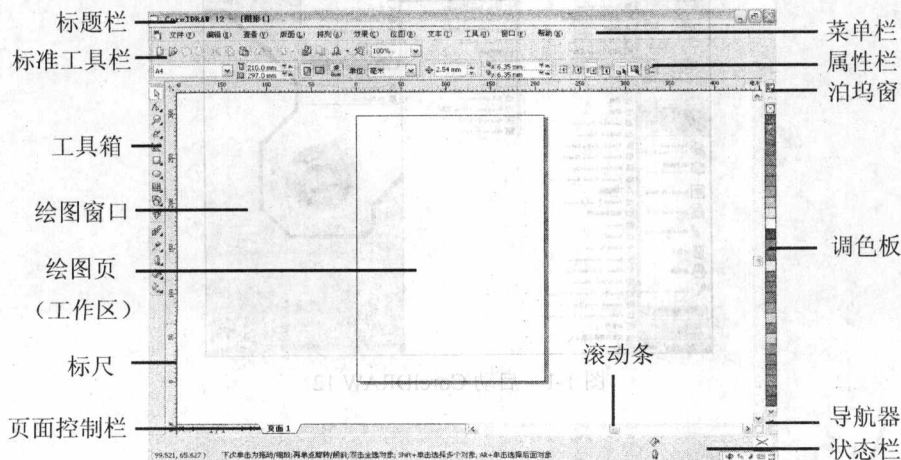 标题栏
标准工具栏
工具箱
绘图窗口
绘图页
（工作区）
标尺
页面控制栏
菜单栏
属性栏
泊坞窗
调色板
滚动条
导航器
状态栏
CorelDRAW 12 - [图形1]
文件(F) 编辑(E) 查看(V) 版面(L) 排列(A) 效果(C) 位图(B) 文本(T) 工具(O) 窗口(W) 帮助(H)
100%
A4 210.0 mm 297.0 mm 单位: 毫米 2.54 mm 6.35 mm 6.35 mm
页面 1